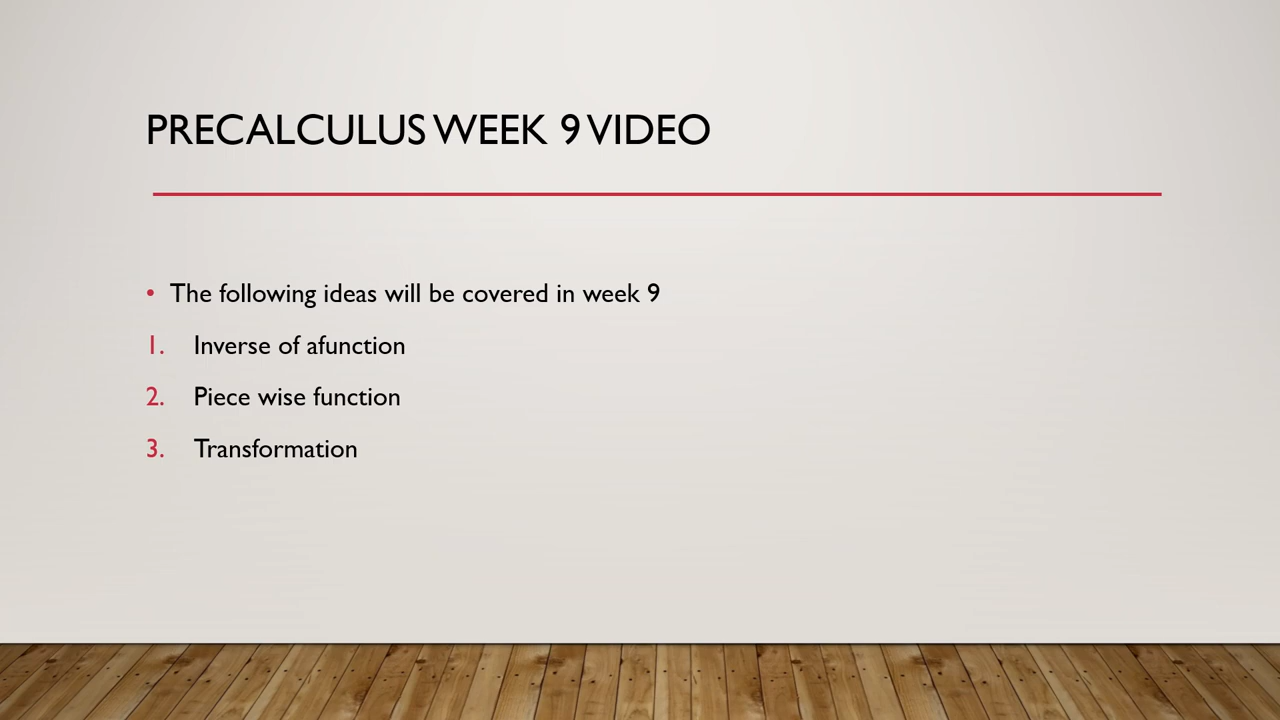 PRECALCULUS WEEK 9 VIDEO
• The following ideas will be covered in week 9
1. Inverse of afunction
2. Piece wise function
3. Transformation